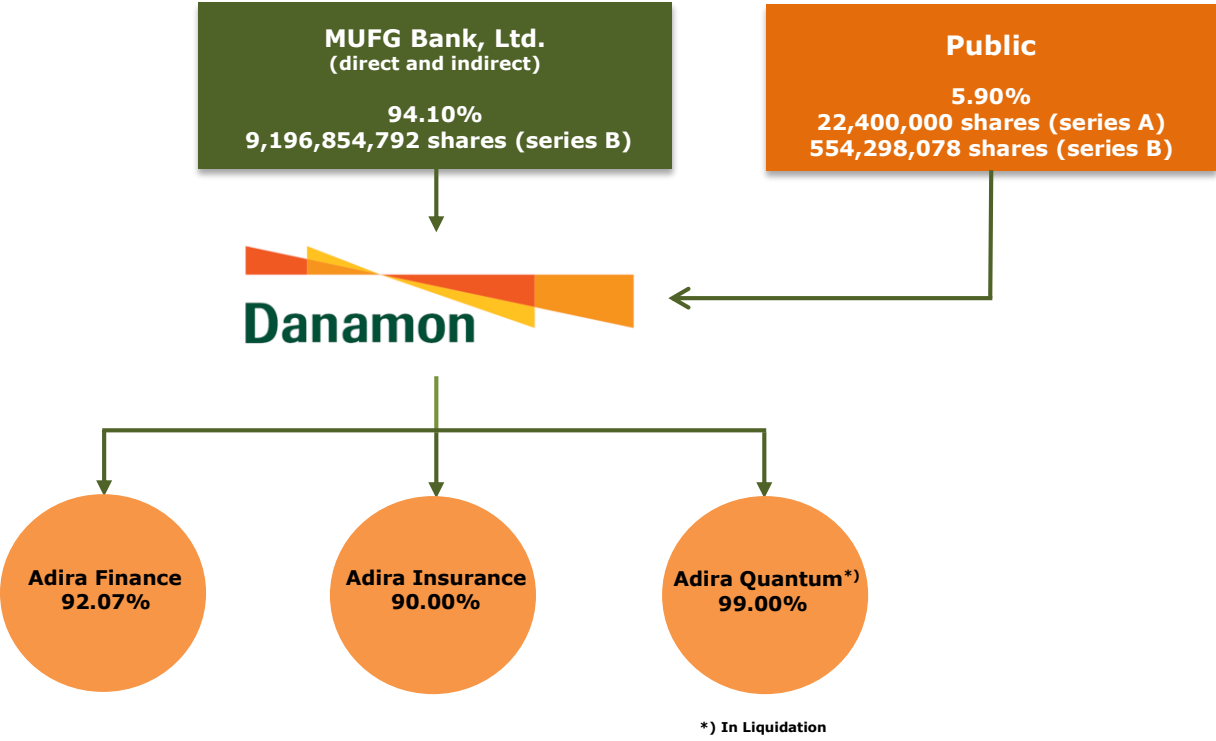 MUFG Bank, Ltd.
(direct and indirect)
94.10%
9,196,854,792 shares (series B)
Public
5.90%
22,400,000 shares (series A)
554,298,078 shares (series B)
Danamon
Adira Finance
92.07%
Adira Insurance
90.00%
Adira Quantum*)
99.00%
*) In Liquidation